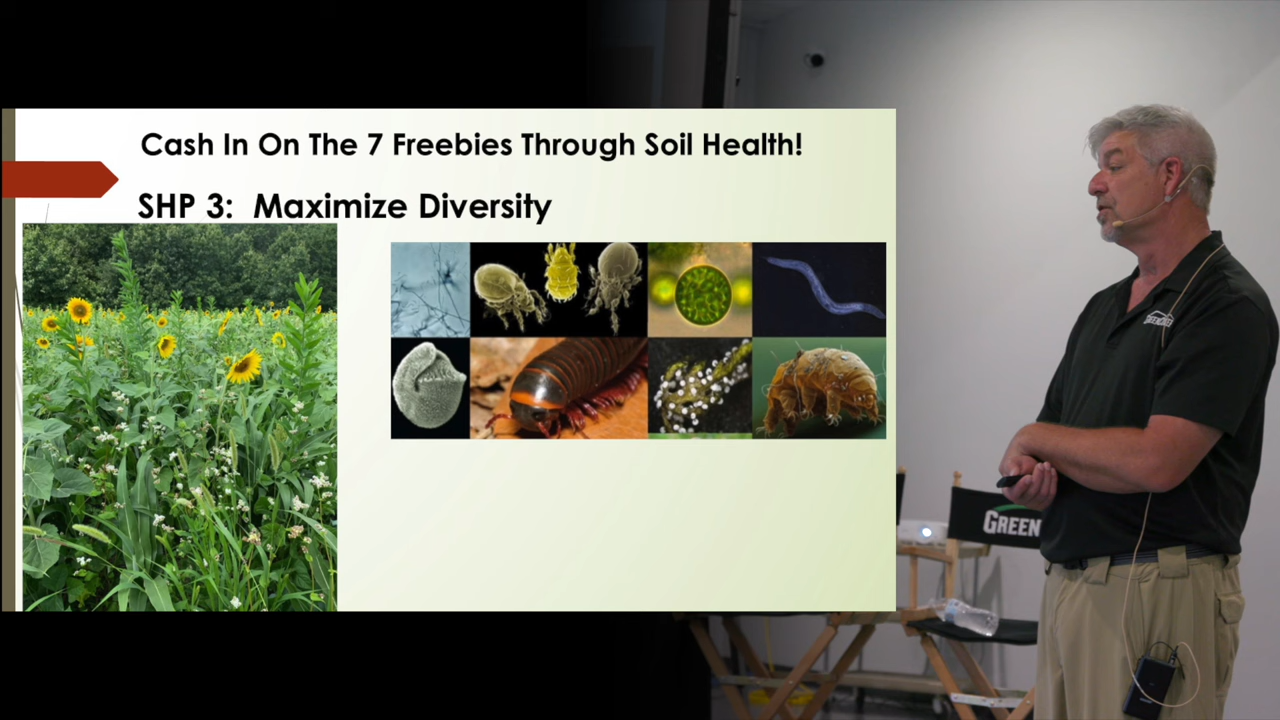 Cash In On The 7 Freebies Through Soil Health!
SHP 3: Maximize Diversity
GREEN